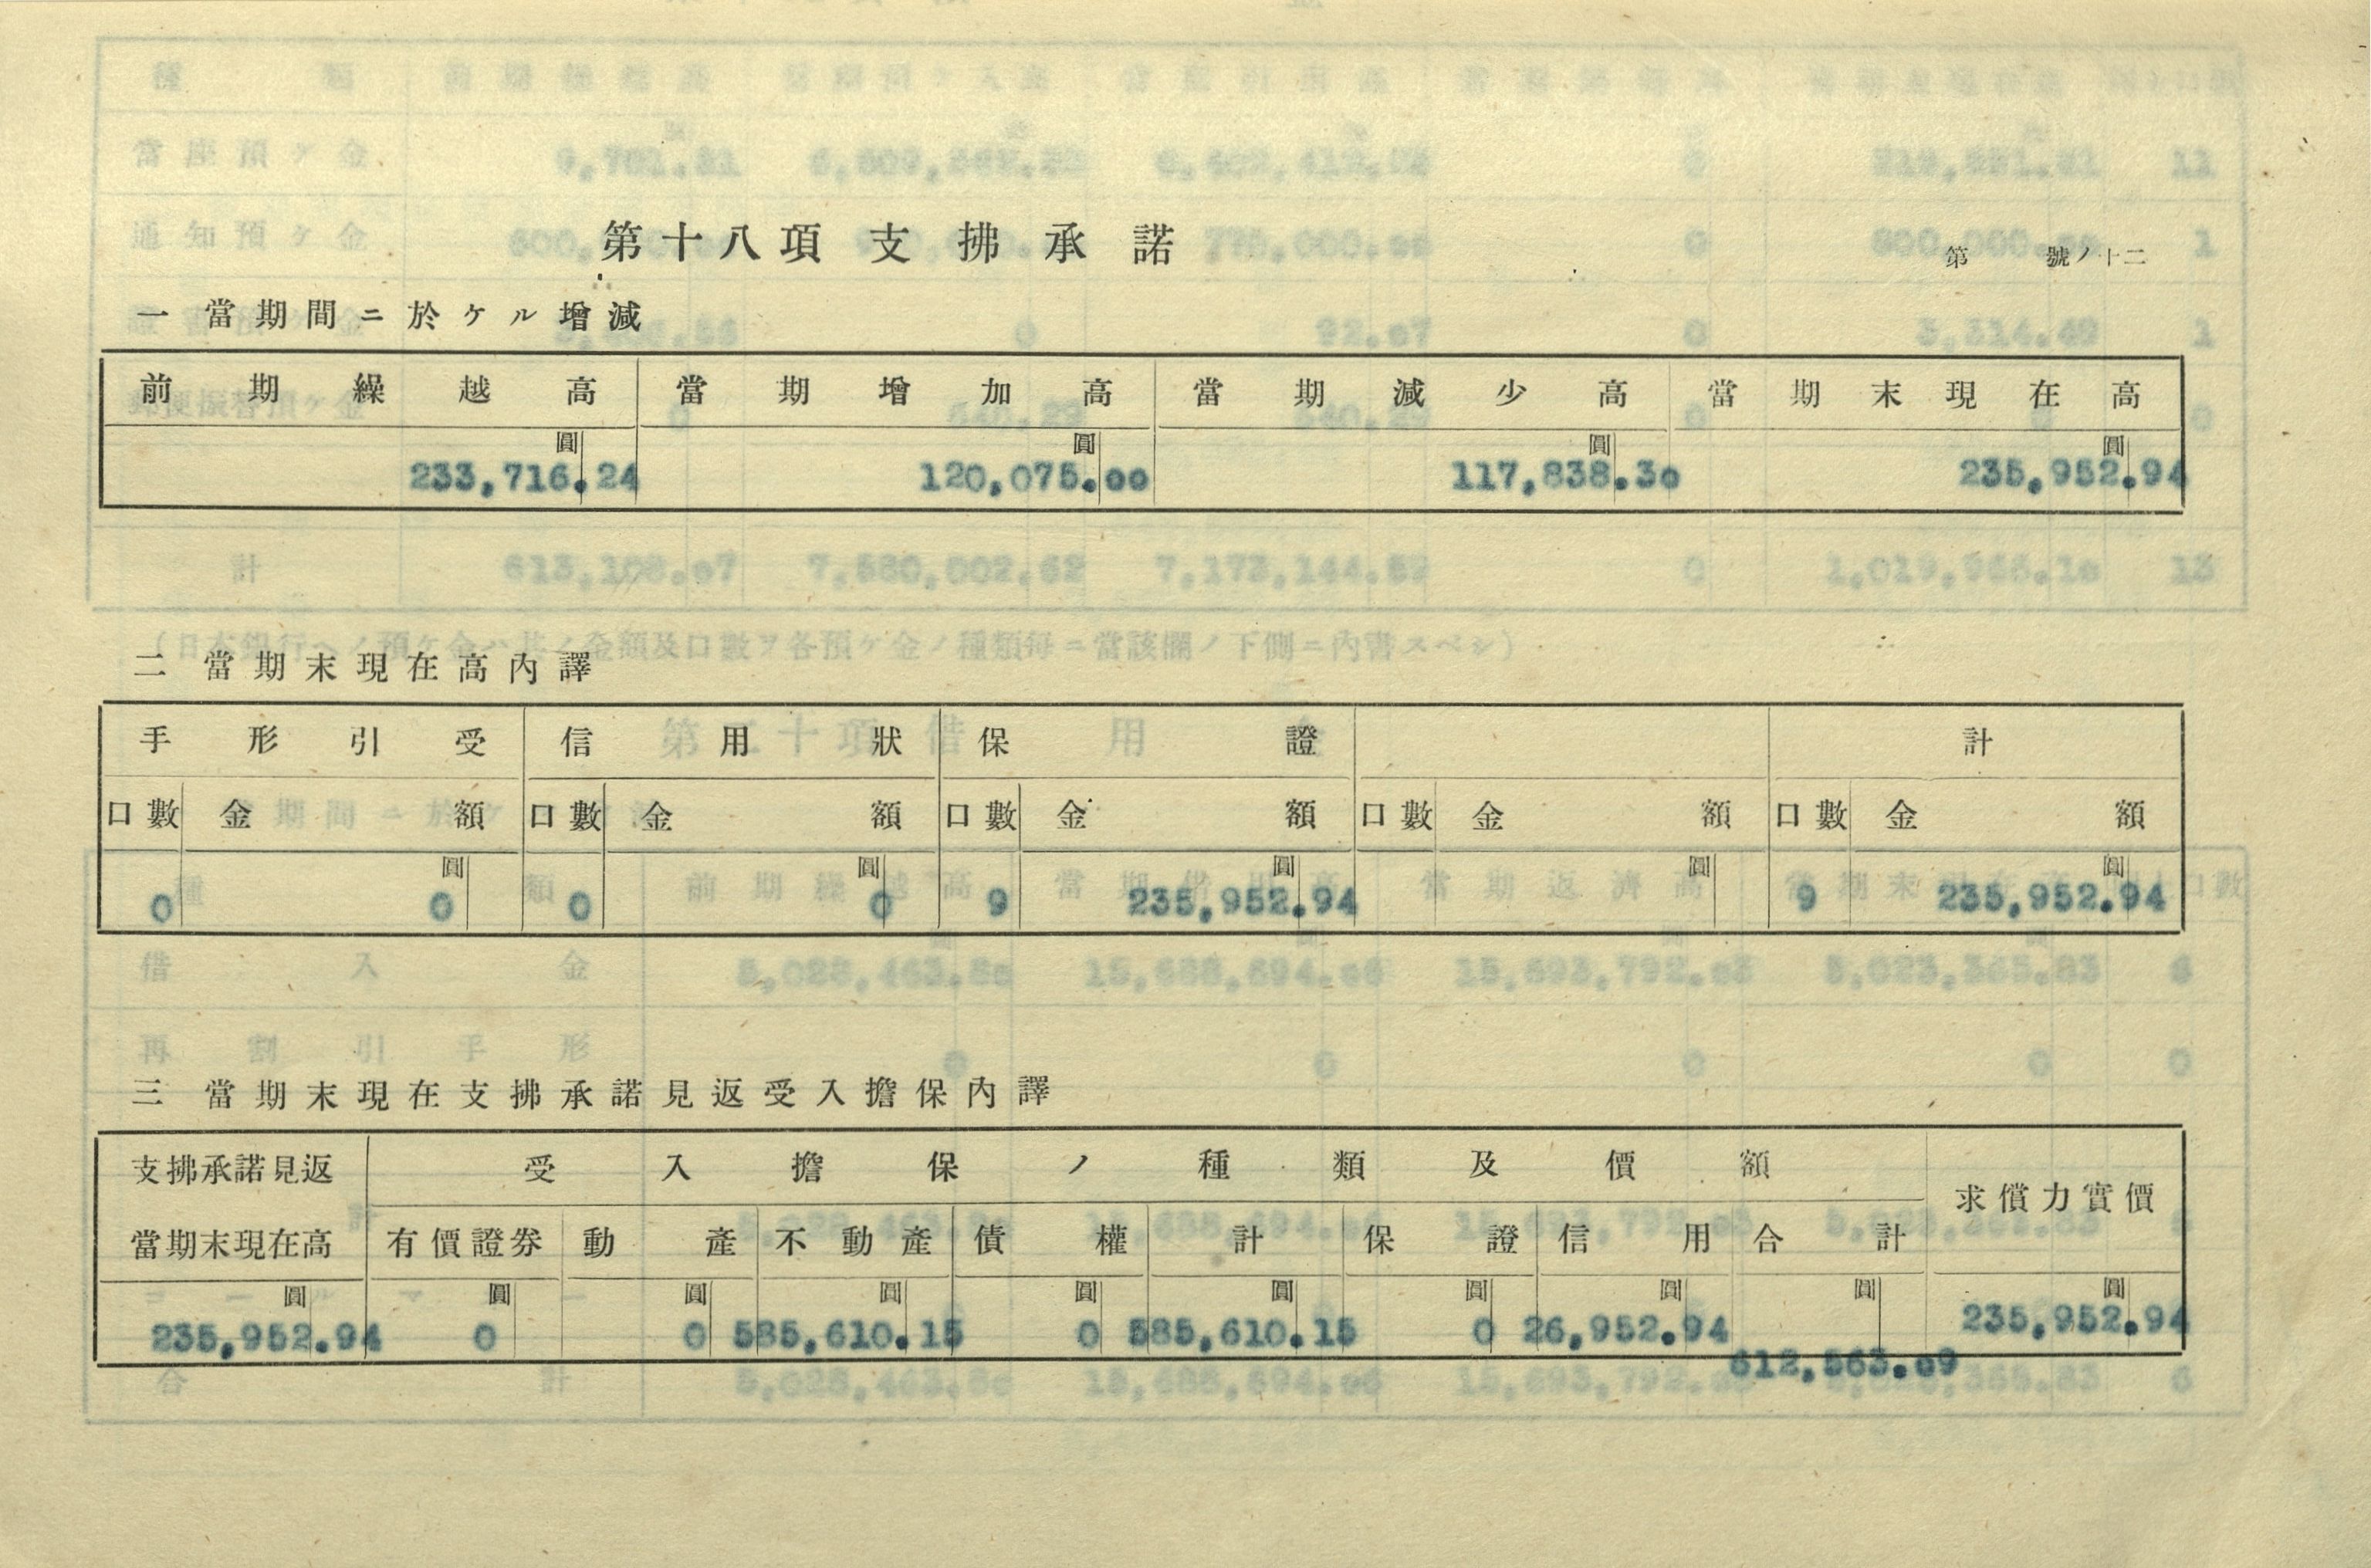 第十八項 支拂承諾
第 號ノ十二
一 當期間ニ於ケル增減
前期繰越高 當期增加高 當期減少高 當期末現在高
圓 圓 圓 圓
233,716.24 120,075.00 117,838.30 235,952.94
二 當期末現在高內譯
手形引受 信用狀 保證 計
口數 金額 口數 金額 口數 金額 口數 金額 口數 金額
圓 圓 圓 圓 圓
0 0 0 0 9 235,952.94 9 235,952.94
三 當期末現在支拂承諾見返受入擔保內譯
支拂承諾見返 受入擔保ノ種類及價額 求償力實價
當期末現在高 有價證券 動產 不動產 債權 計 保證 信用 合計
圓 圓 圓 圓 圓 圓 圓 圓 圓 圓
235,952.94 0 0 585,610.15 0 585,610.15 0 26,952.94 612,563.09 235,952.94